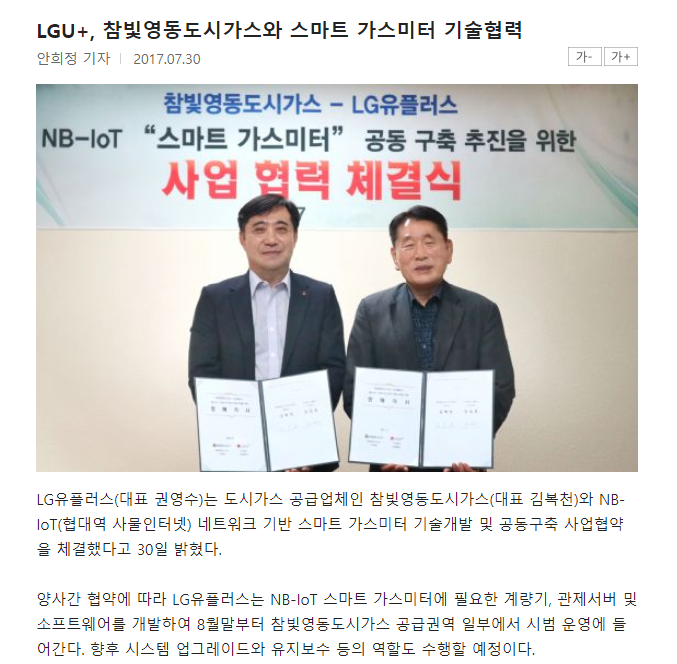 LGU+, 참빛영동도시가스와 스마트 가스미터 기술협력
안희정 기자 | 2017.07.30
가- 가+
참빛영동도시가스 – LG유플러스
NB-IoT “스마트 가스미터” 공동 구축 추진을 위한
사업 협력 체결식
7
LG유플러스(대표 권영수)는 도시가스 공급업체인 참빛영동도시가스(대표 김복천)와 NB-
IoT(협대역 사물인터넷) 네트워크 기반 스마트 가스미터 기술개발 및 공동구축 사업협약
을 체결했다고 30일 밝혔다.
양사간 협약에 따라 LG유플러스는 NB-IoT 스마트 가스미터에 필요한 계량기, 관제서버 및
소프트웨어를 개발하여 8월말부터 참빛영동도시가스 공급권역 일부에서 시범 운영에 들
어간다. 향후 시스템 업그레이드와 유지보수 등의 역할도 수행할 예정이다.